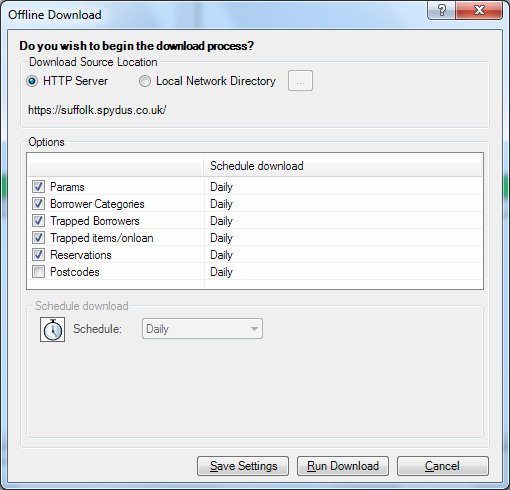 Offline Download
?
Do you wish to begin the download process?
Download Source Location
HTTP Server Local Network Directory ...
https://suffolk.spydus.co.uk/
Options
Schedule download
Params Daily
Borrower Categories Daily
Trapped Borrowers Daily
Trapped items/onloan Daily
Reservations Daily
Postcodes Daily
Schedule download
Schedule: Daily
Save Settings Run Download Cancel